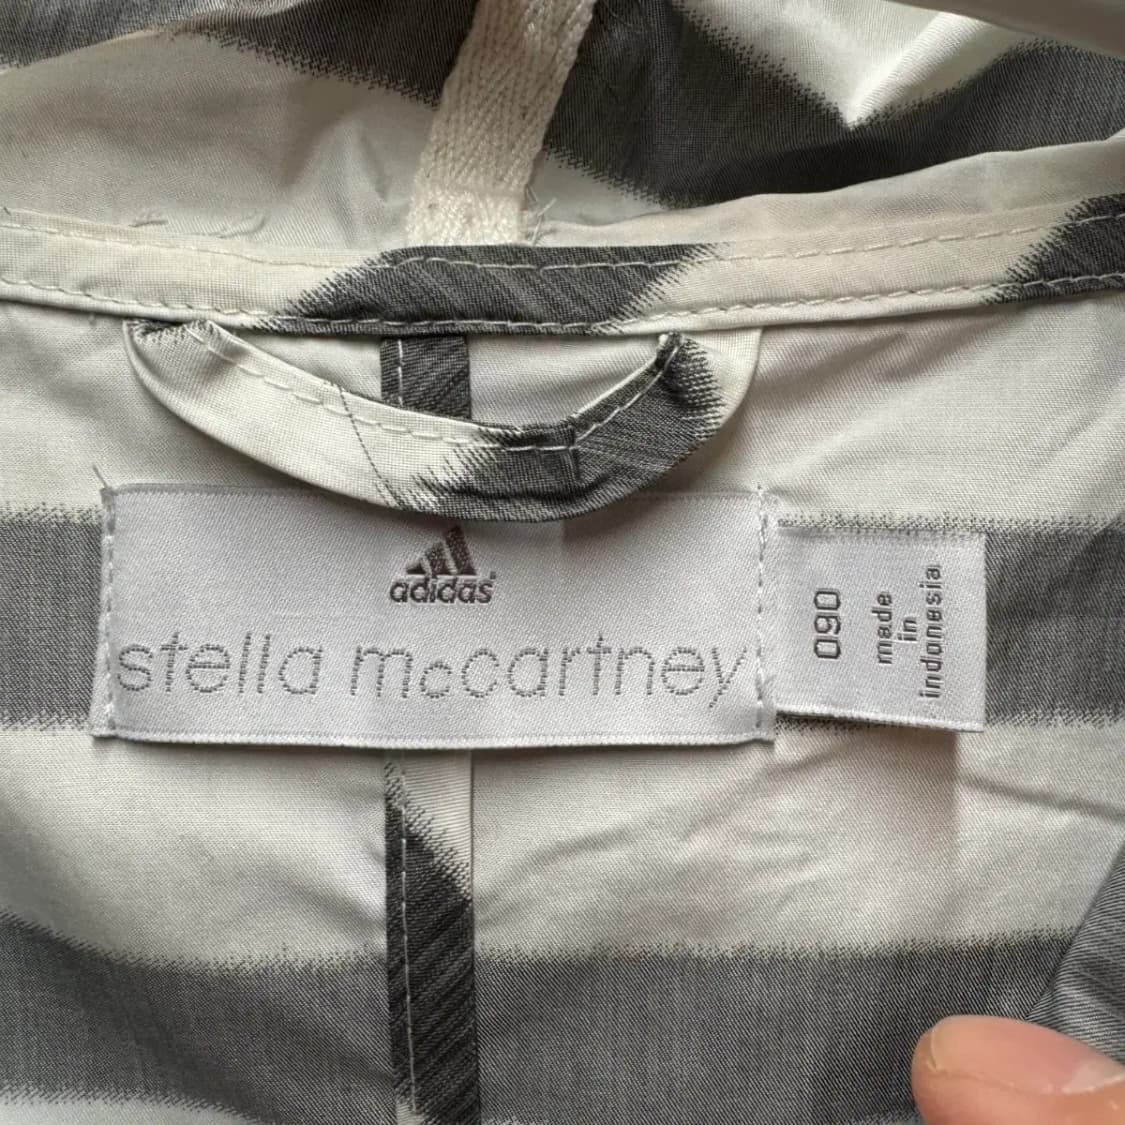 adidas
stella mccartney
090
made
in
indonesia